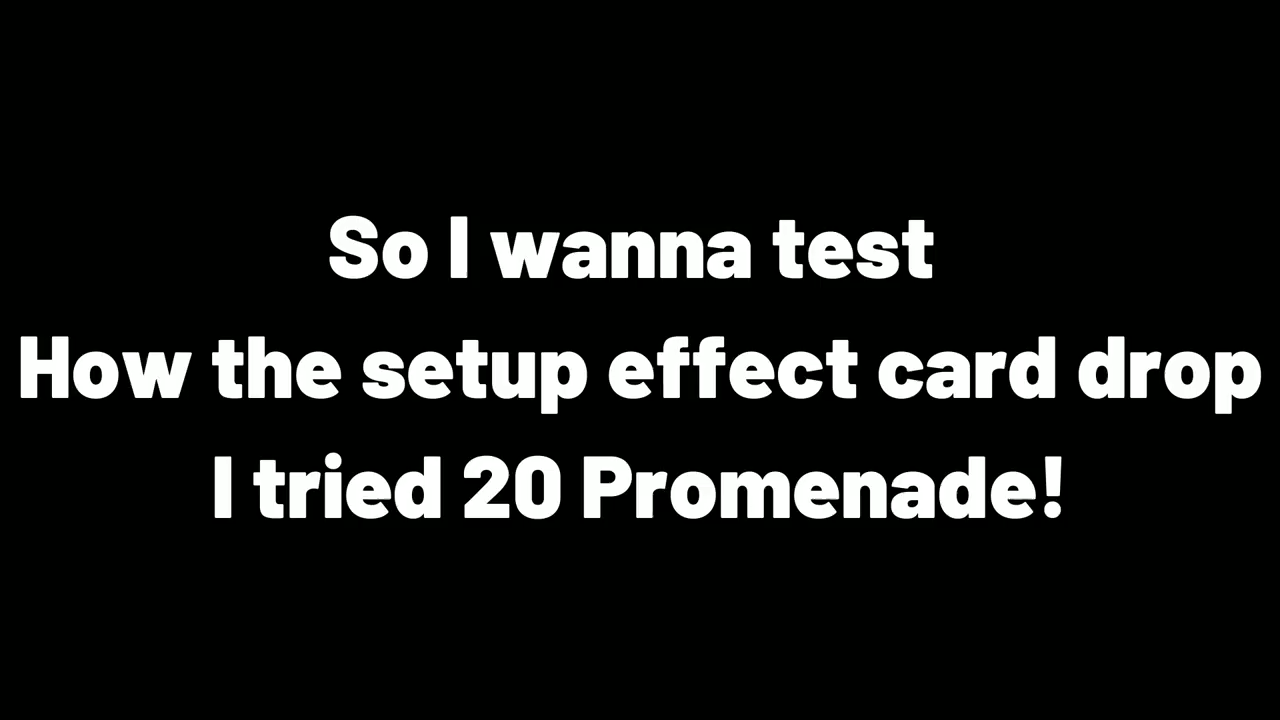 So I wanna test
How the setup effect card drop
I tried 20 Promenade!